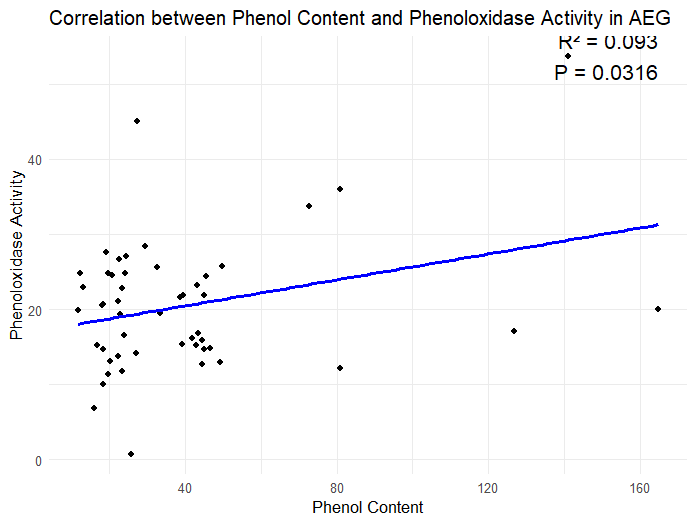 Correlation between Phenol Content and Phenoloxidase Activity in AEG
R² = 0.093
P = 0.0316
Phenoloxidase Activity
40
20
0
40 80 120 160
Phenol Content